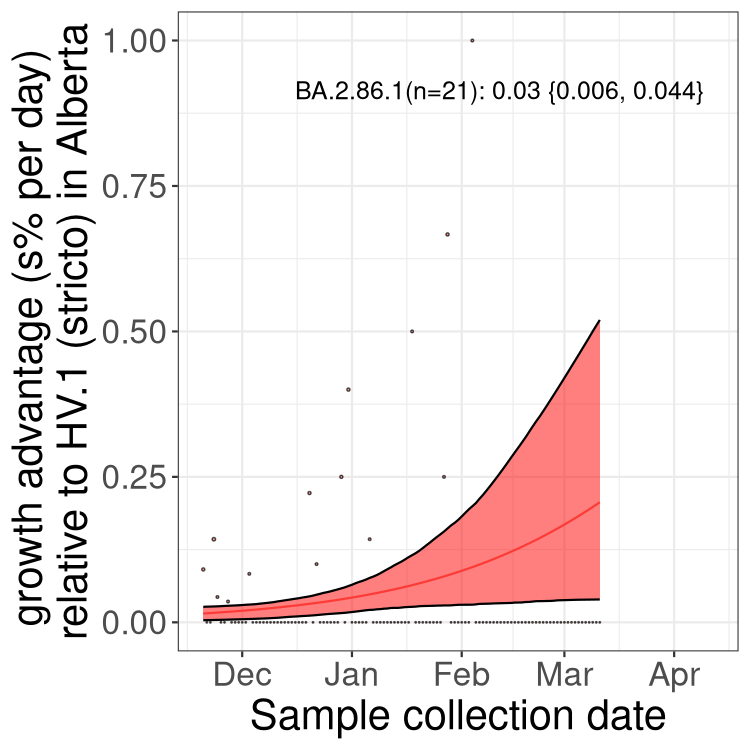 growth advantage (s% per day)
relative to HV.1 (stricto) in Alberta
1.00
BA.2.86.1(n=21): 0.03 {0.006, 0.044}
0.75
0.50
0.25
0.00
Dec Jan Feb Mar Apr
Sample collection date